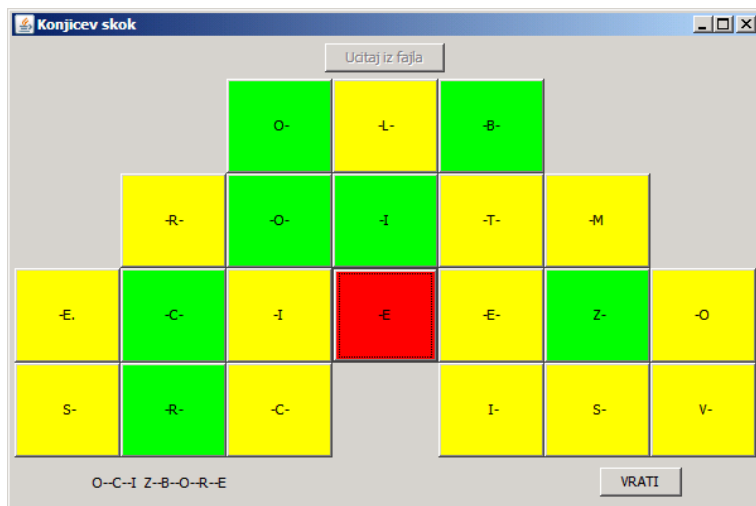 Konjicev skok
Ucitaj iz fajla
O- -L- -B-
-R- -O- -I -T- -M
-E. -C- -I -E -E- Z- -O
S- -R- -C- I- S- V-
O--C--I Z--B--O--R--E VRATI